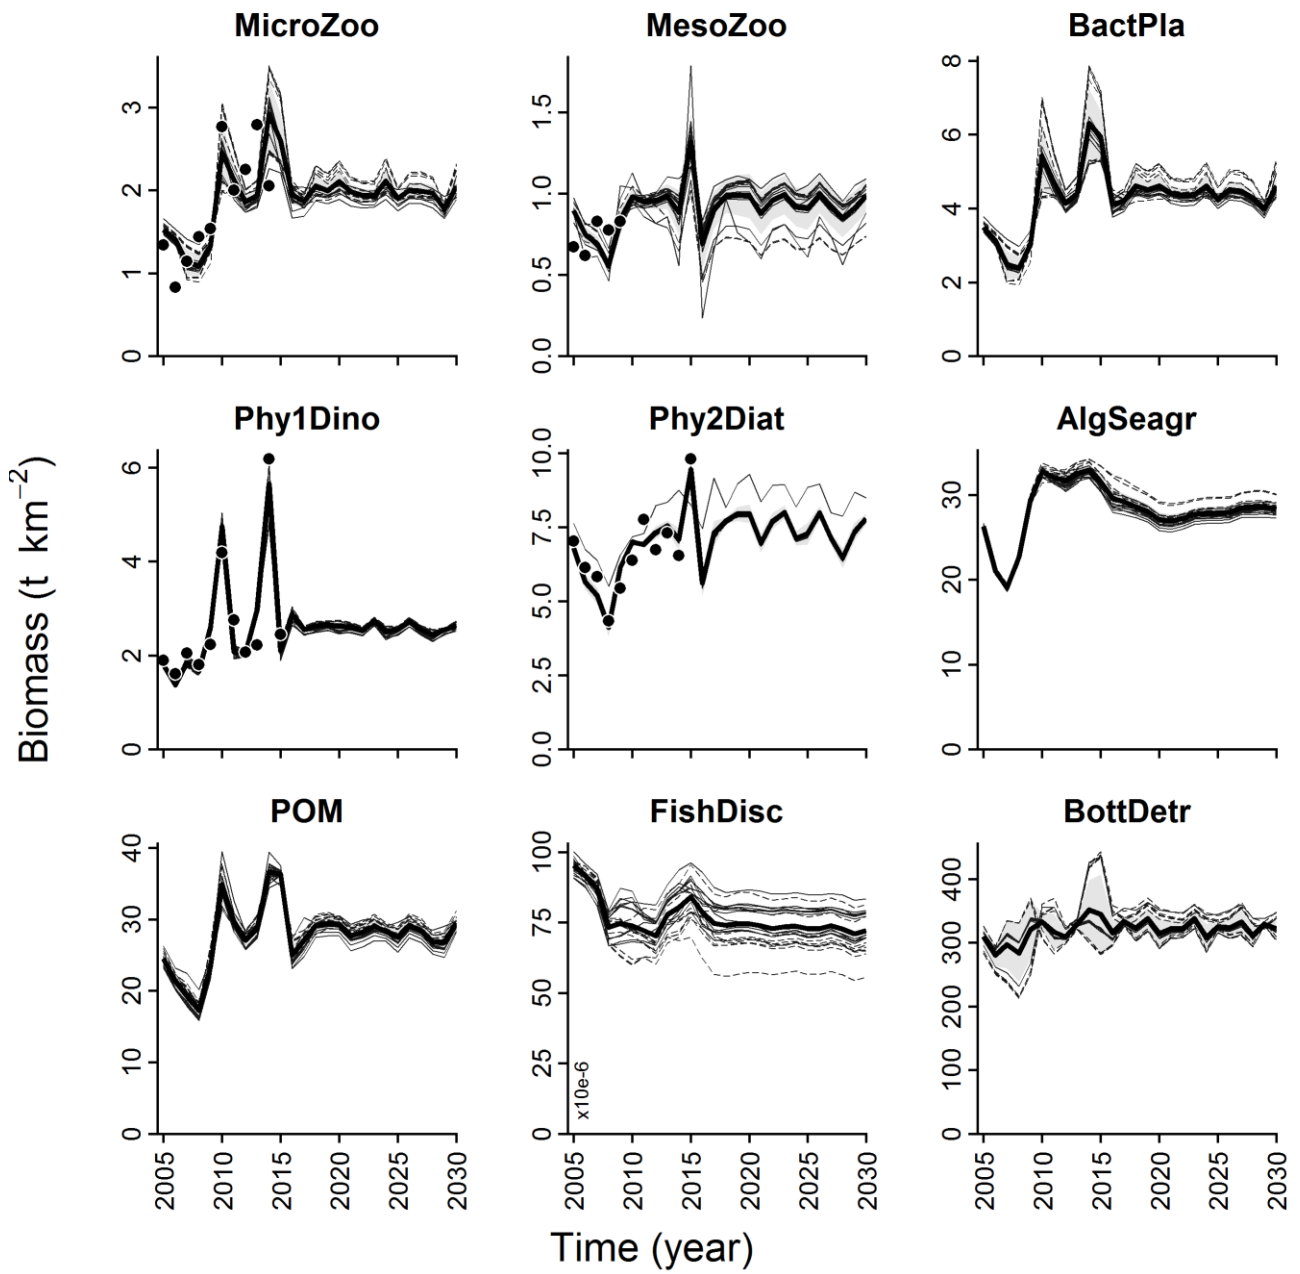 MicroZoo
MesoZoo
BactPla
3
2
1
0
1.5
1.0
0.5
0.0
8
6
4
2
0
Phy1Dino
Phy2Diat
AlgSeagr
6
4
2
0
10.0
7.5
5.0
2.5
0.0
30
20
10
0
Biomass (t km−2)
POM
FishDisc
BottDetr
40
30
20
10
0
100
75
50
25
0
x10e-6
400
300
200
100
0
2005 2010 2015 2020 2025 2030
2005 2010 2015 2020 2025 2030
2005 2010 2015 2020 2025 2030
Time (year)